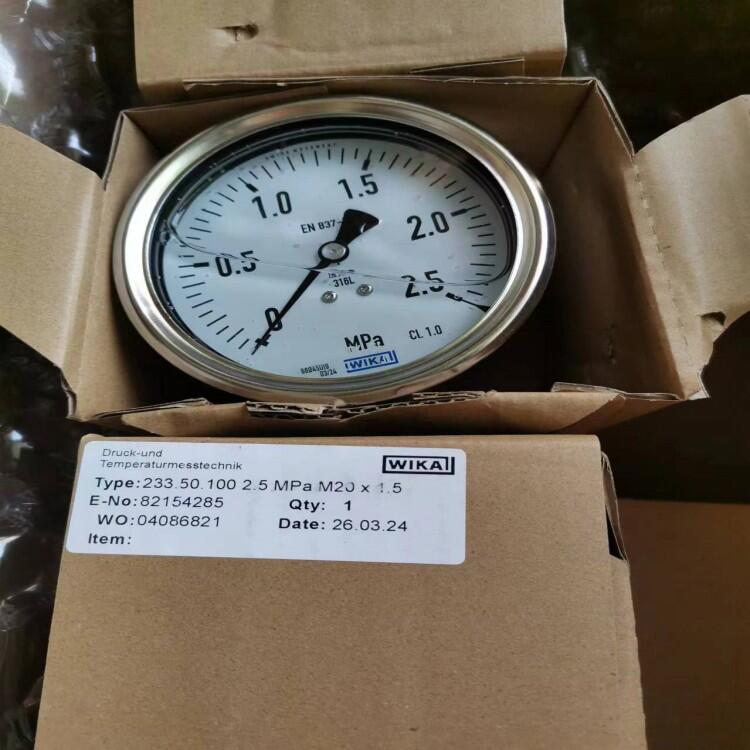 1.0
1.5
EN 837-
2.0
0.5
316L
2.5
0
MPa
CL 1.0
WIKA
03/24
Druck-und
Temperaturmesstechnik
WIKA
Type:233.50.100 2.5 MPa M20 x 1.5
E-No:82154285 Qty: 1
WO:04086821 Date: 26.03.24
Item: